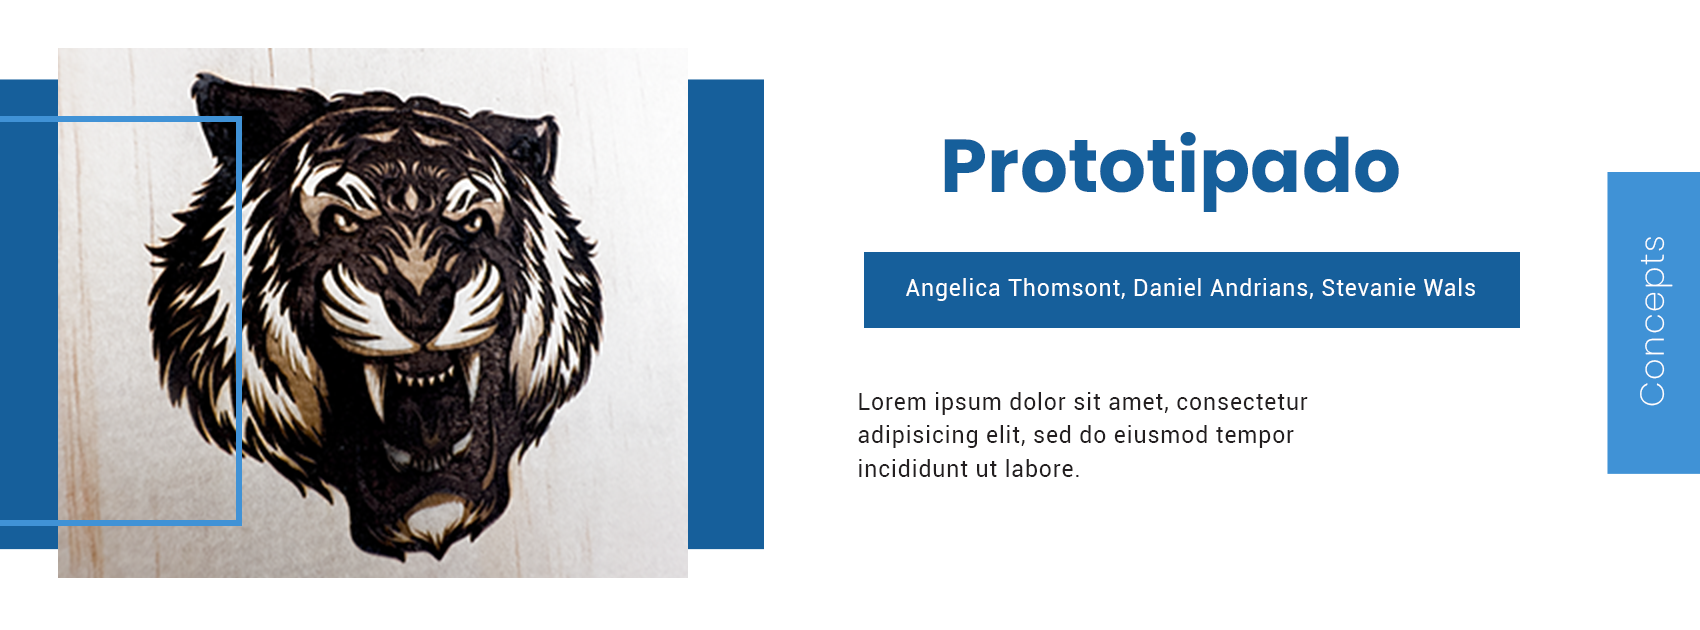 Prototipado
Angelica Thomsont, Daniel Andrians, Stevanie Wals
Lorem ipsum dolor sit amet, consectetur
adipisicing elit, sed do eiusmod tempor
incididunt ut labore.
Concepts